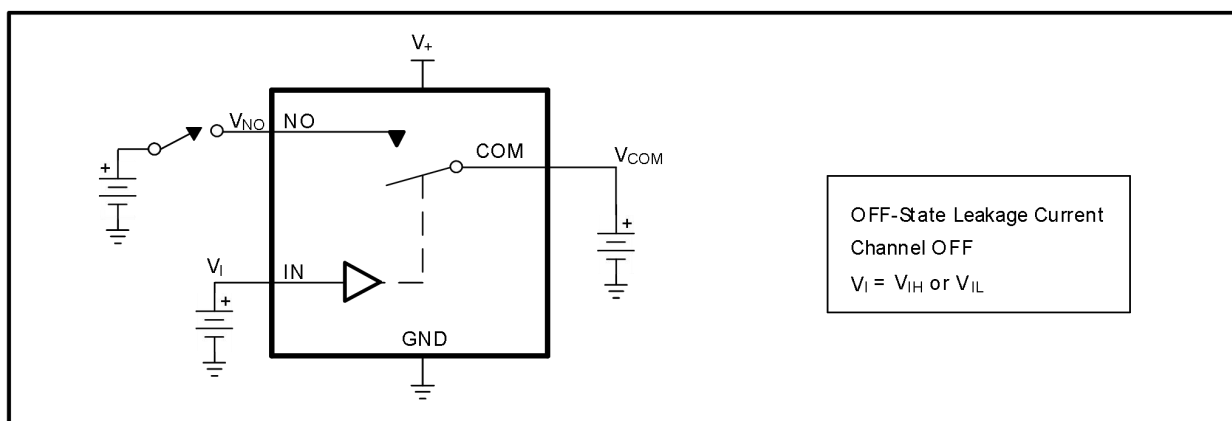 V+
VNO NO
COM
VCOM
+
+
VI IN
+
GND
OFF-State Leakage Current
Channel OFF
VI = VIH or VIL